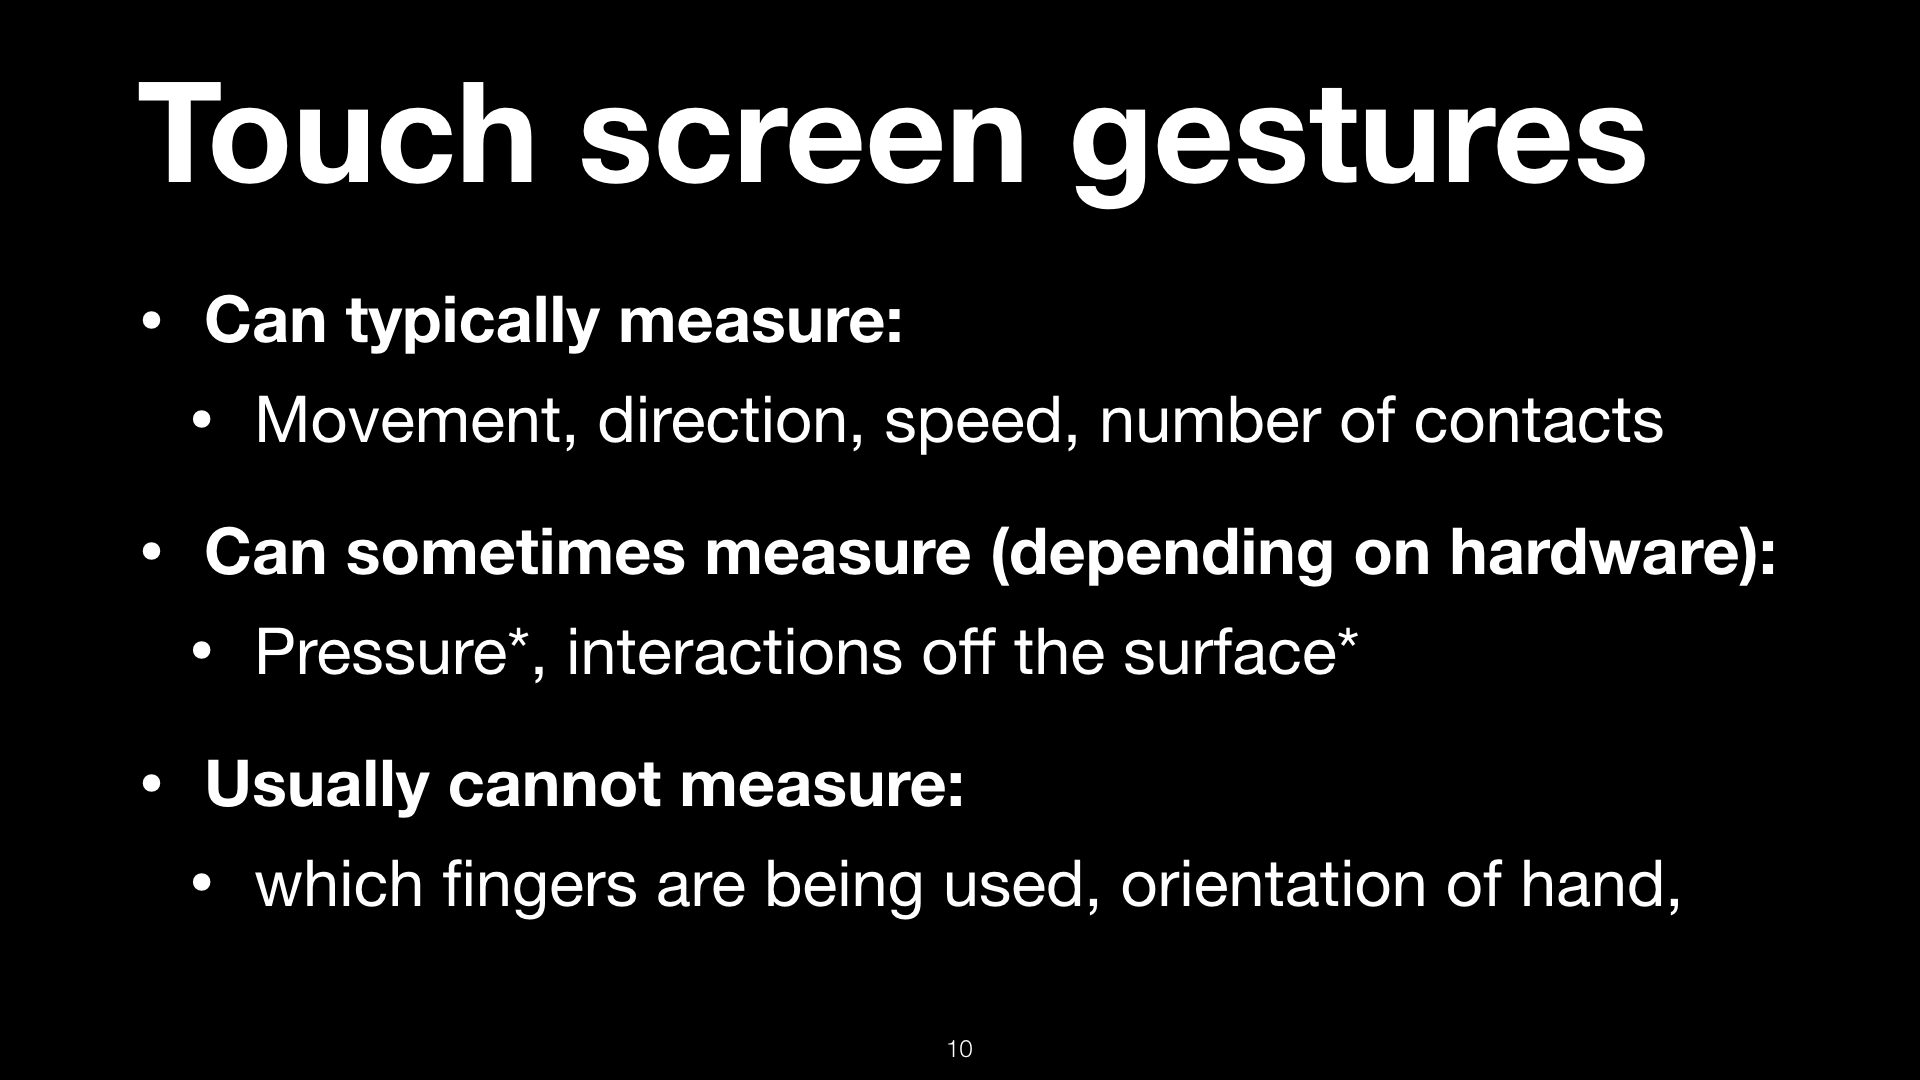 Touch screen gestures
• Can typically measure:
• Movement, direction, speed, number of contacts
• Can sometimes measure (depending on hardware):
• Pressure*, interactions off the surface*
• Usually cannot measure:
• which fingers are being used, orientation of hand,
10